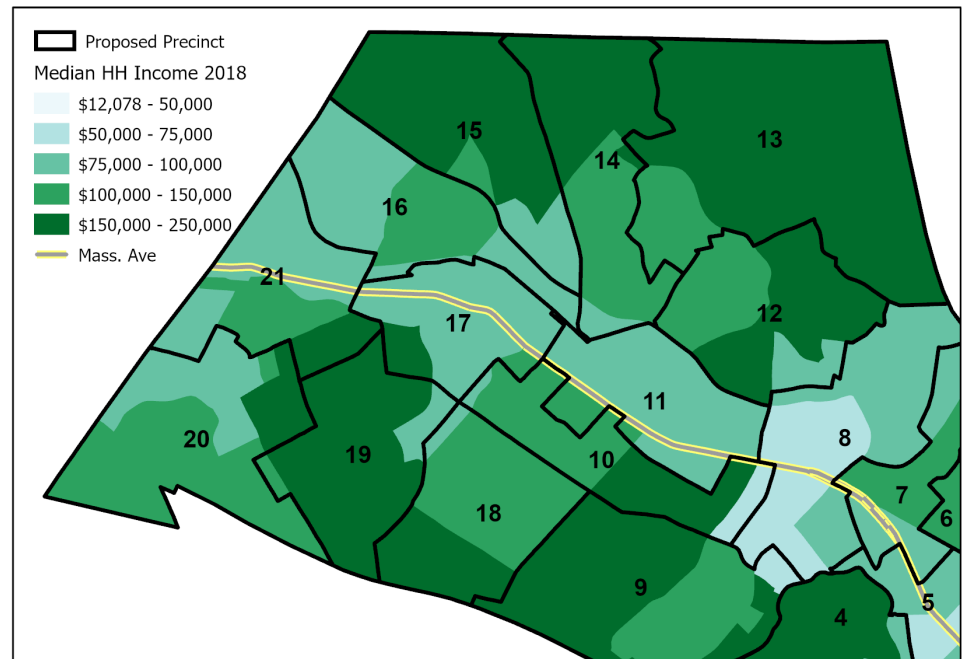 Proposed Precinct
Median HH Income 2018
$12,078 - 50,000
$50,000 - 75,000
$75,000 - 100,000
$100,000 - 150,000
$150,000 - 250,000
Mass. Ave
15
13
14
16
21
12
17
11
20
19
10
8
18
7
6
9
5
4